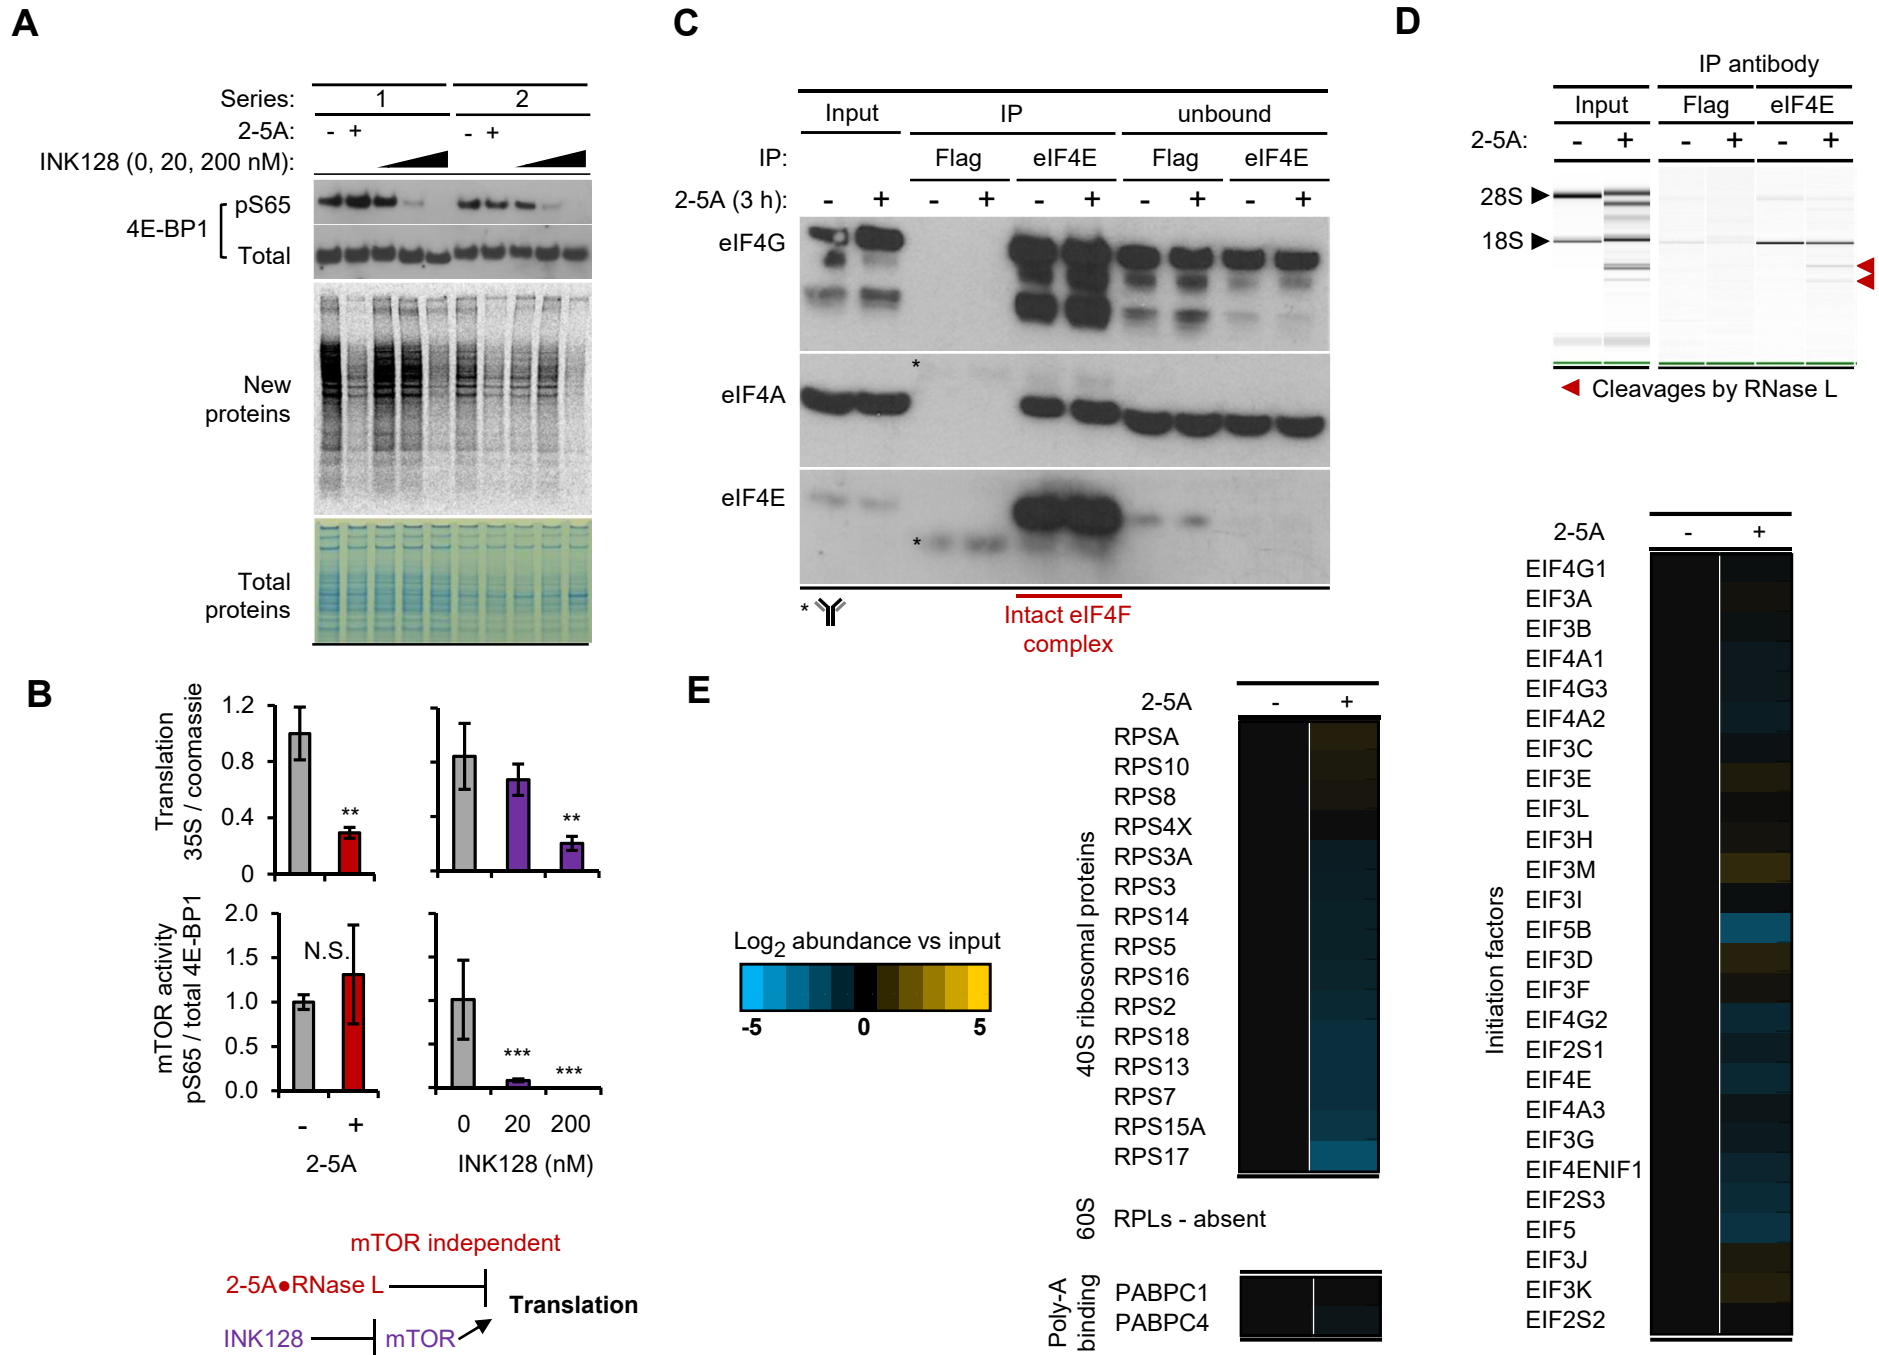 A
Series: 1 2
2-5A: - + - +
INK128 (0, 20, 200 nM):
4E-BP1
pS65
Total
New
proteins
Total
proteins
B
Translation
35S / coomassie
1.2
0.8
0.4
0
**
**
mTOR activity
pS65 / total 4E-BP1
2.0
1.5
1.0
0.5
0.0
N.S.
***
***
- +
2-5A
0 20 200
INK128 (nM)
mTOR independent
2-5A●RNase L
Translation
INK128 mTOR
C
Input IP unbound
IP: Flag eIF4E Flag eIF4E
2-5A (3 h): - + - + - + - + - +
eIF4G
eIF4A
*
eIF4E
*
*
Intact eIF4F
complex
D
IP antibody
Input Flag eIF4E
2-5A: - + - + - +
28S
18S
Cleavages by RNase L
E
Log2 abundance vs input
-5 0 5
2-5A - +
40S ribosomal proteins
RPSA
RPS10
RPS8
RPS4X
RPS3A
RPS3
RPS14
RPS5
RPS16
RPS2
RPS18
RPS13
RPS7
RPS15A
RPS17
60S
RPLs - absent
Poly-A
binding
PABPC1
PABPC4
2-5A - +
Initiation factors
EIF4G1
EIF3A
EIF3B
EIF4A1
EIF4G3
EIF4A2
EIF3C
EIF3E
EIF3L
EIF3H
EIF3M
EIF3I
EIF5B
EIF3D
EIF3F
EIF4G2
EIF2S1
EIF4E
EIF4A3
EIF3G
EIF4ENIF1
EIF2S3
EIF5
EIF3J
EIF3K
EIF2S2